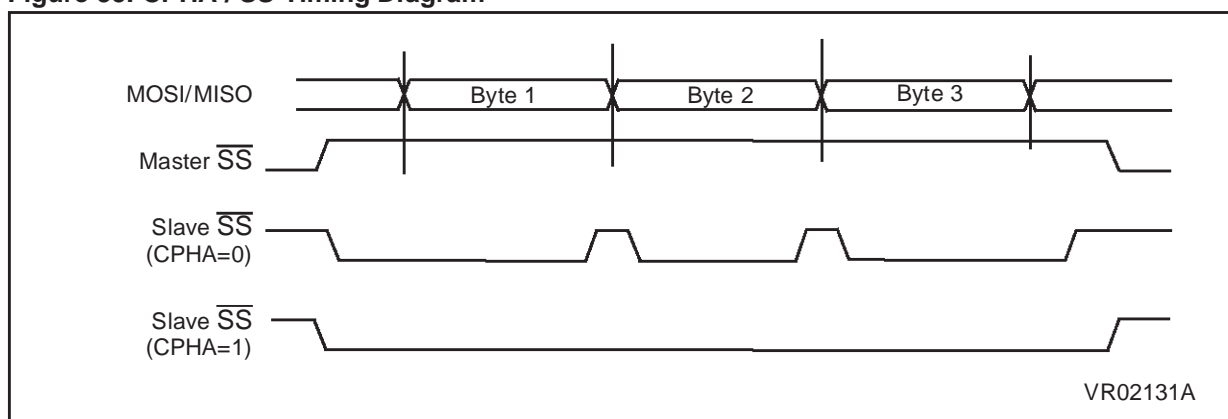 MOSI/MISO
Byte 1
Byte 2
Byte 3
Master SS
Slave SS
(CPHA=0)
Slave SS
(CPHA=1)
VR02131A